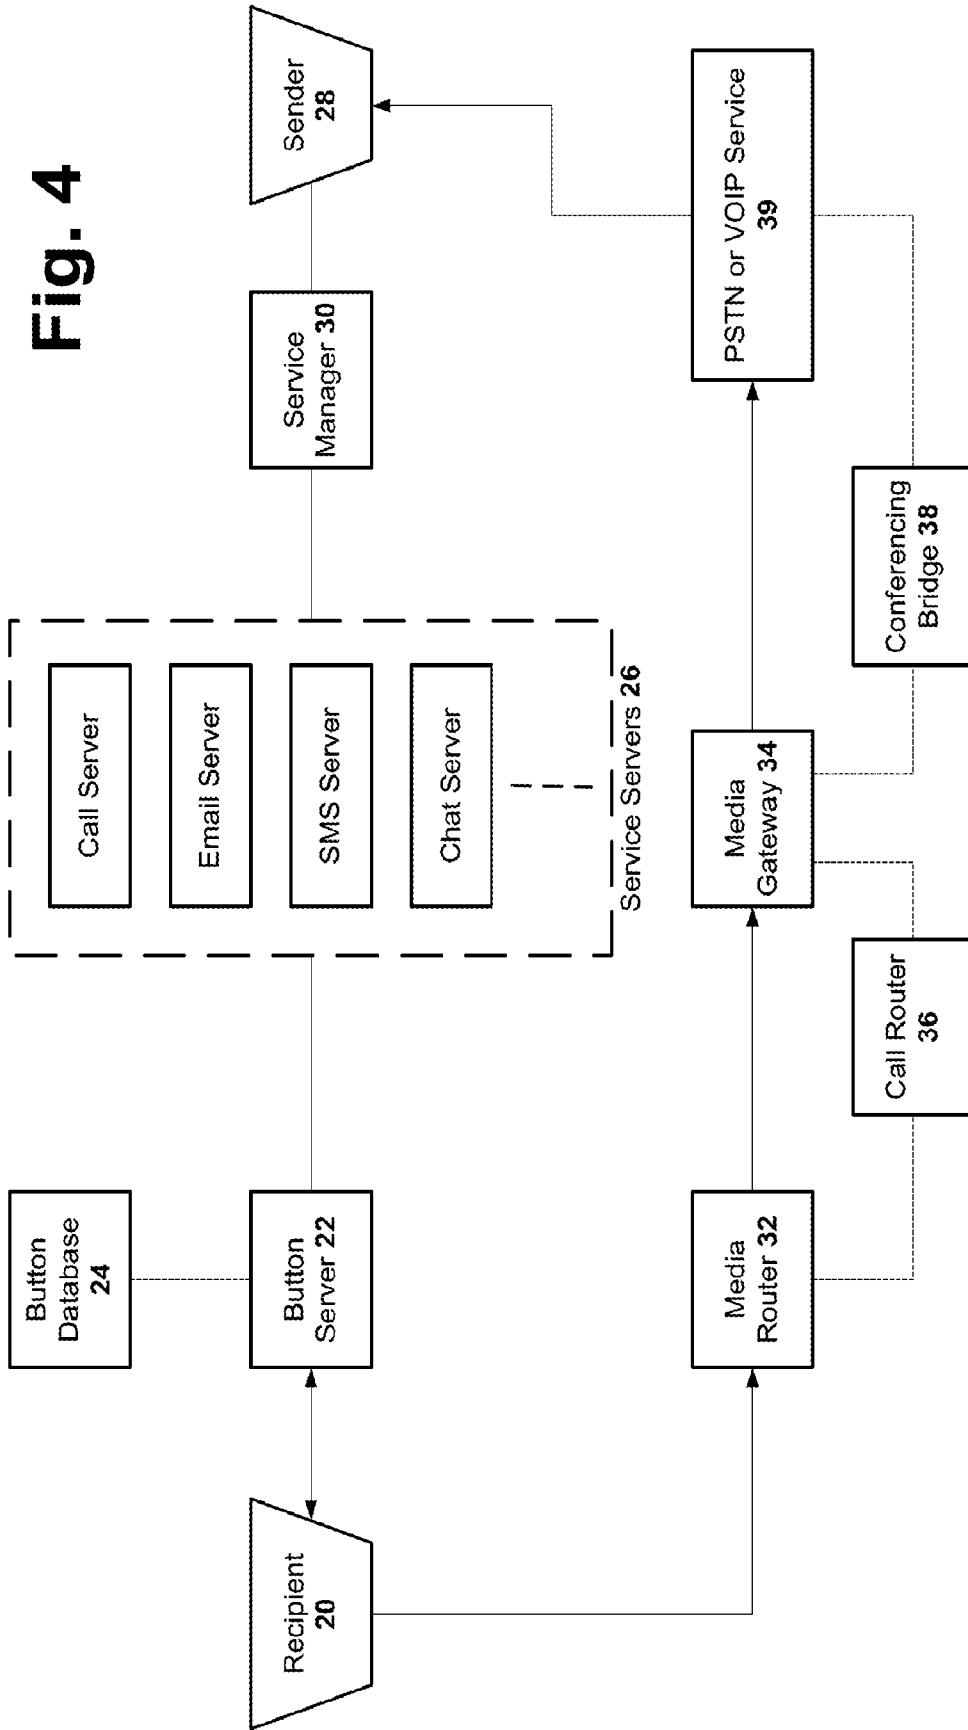 Fig. 4
Button
Database
24
Call Server
Email Server
SMS Server
Chat Server
Service Servers 26
Recipient
20
Button
Server 22
Service
Manager 30
Sender
28
Media
Router 32
Media
Gateway 34
PSTN or VOIP Service
39
Call Router
36
Conferencing
Bridge 38